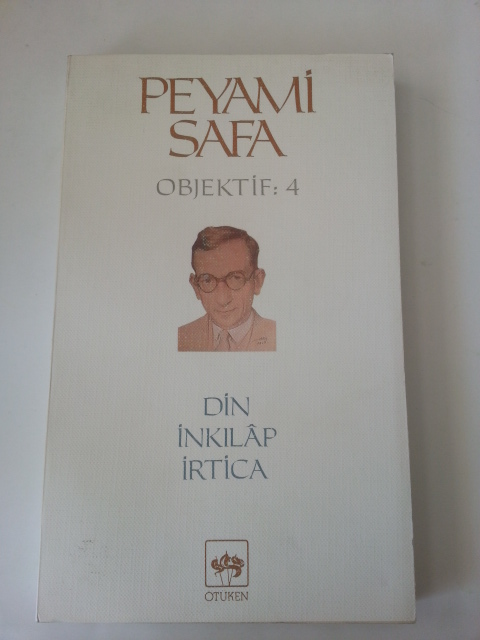 PEYAMİ
SAFA
OBJEKTİF: 4
DİN
İNKILÂP
İRTİCA
ÖTÜKEN